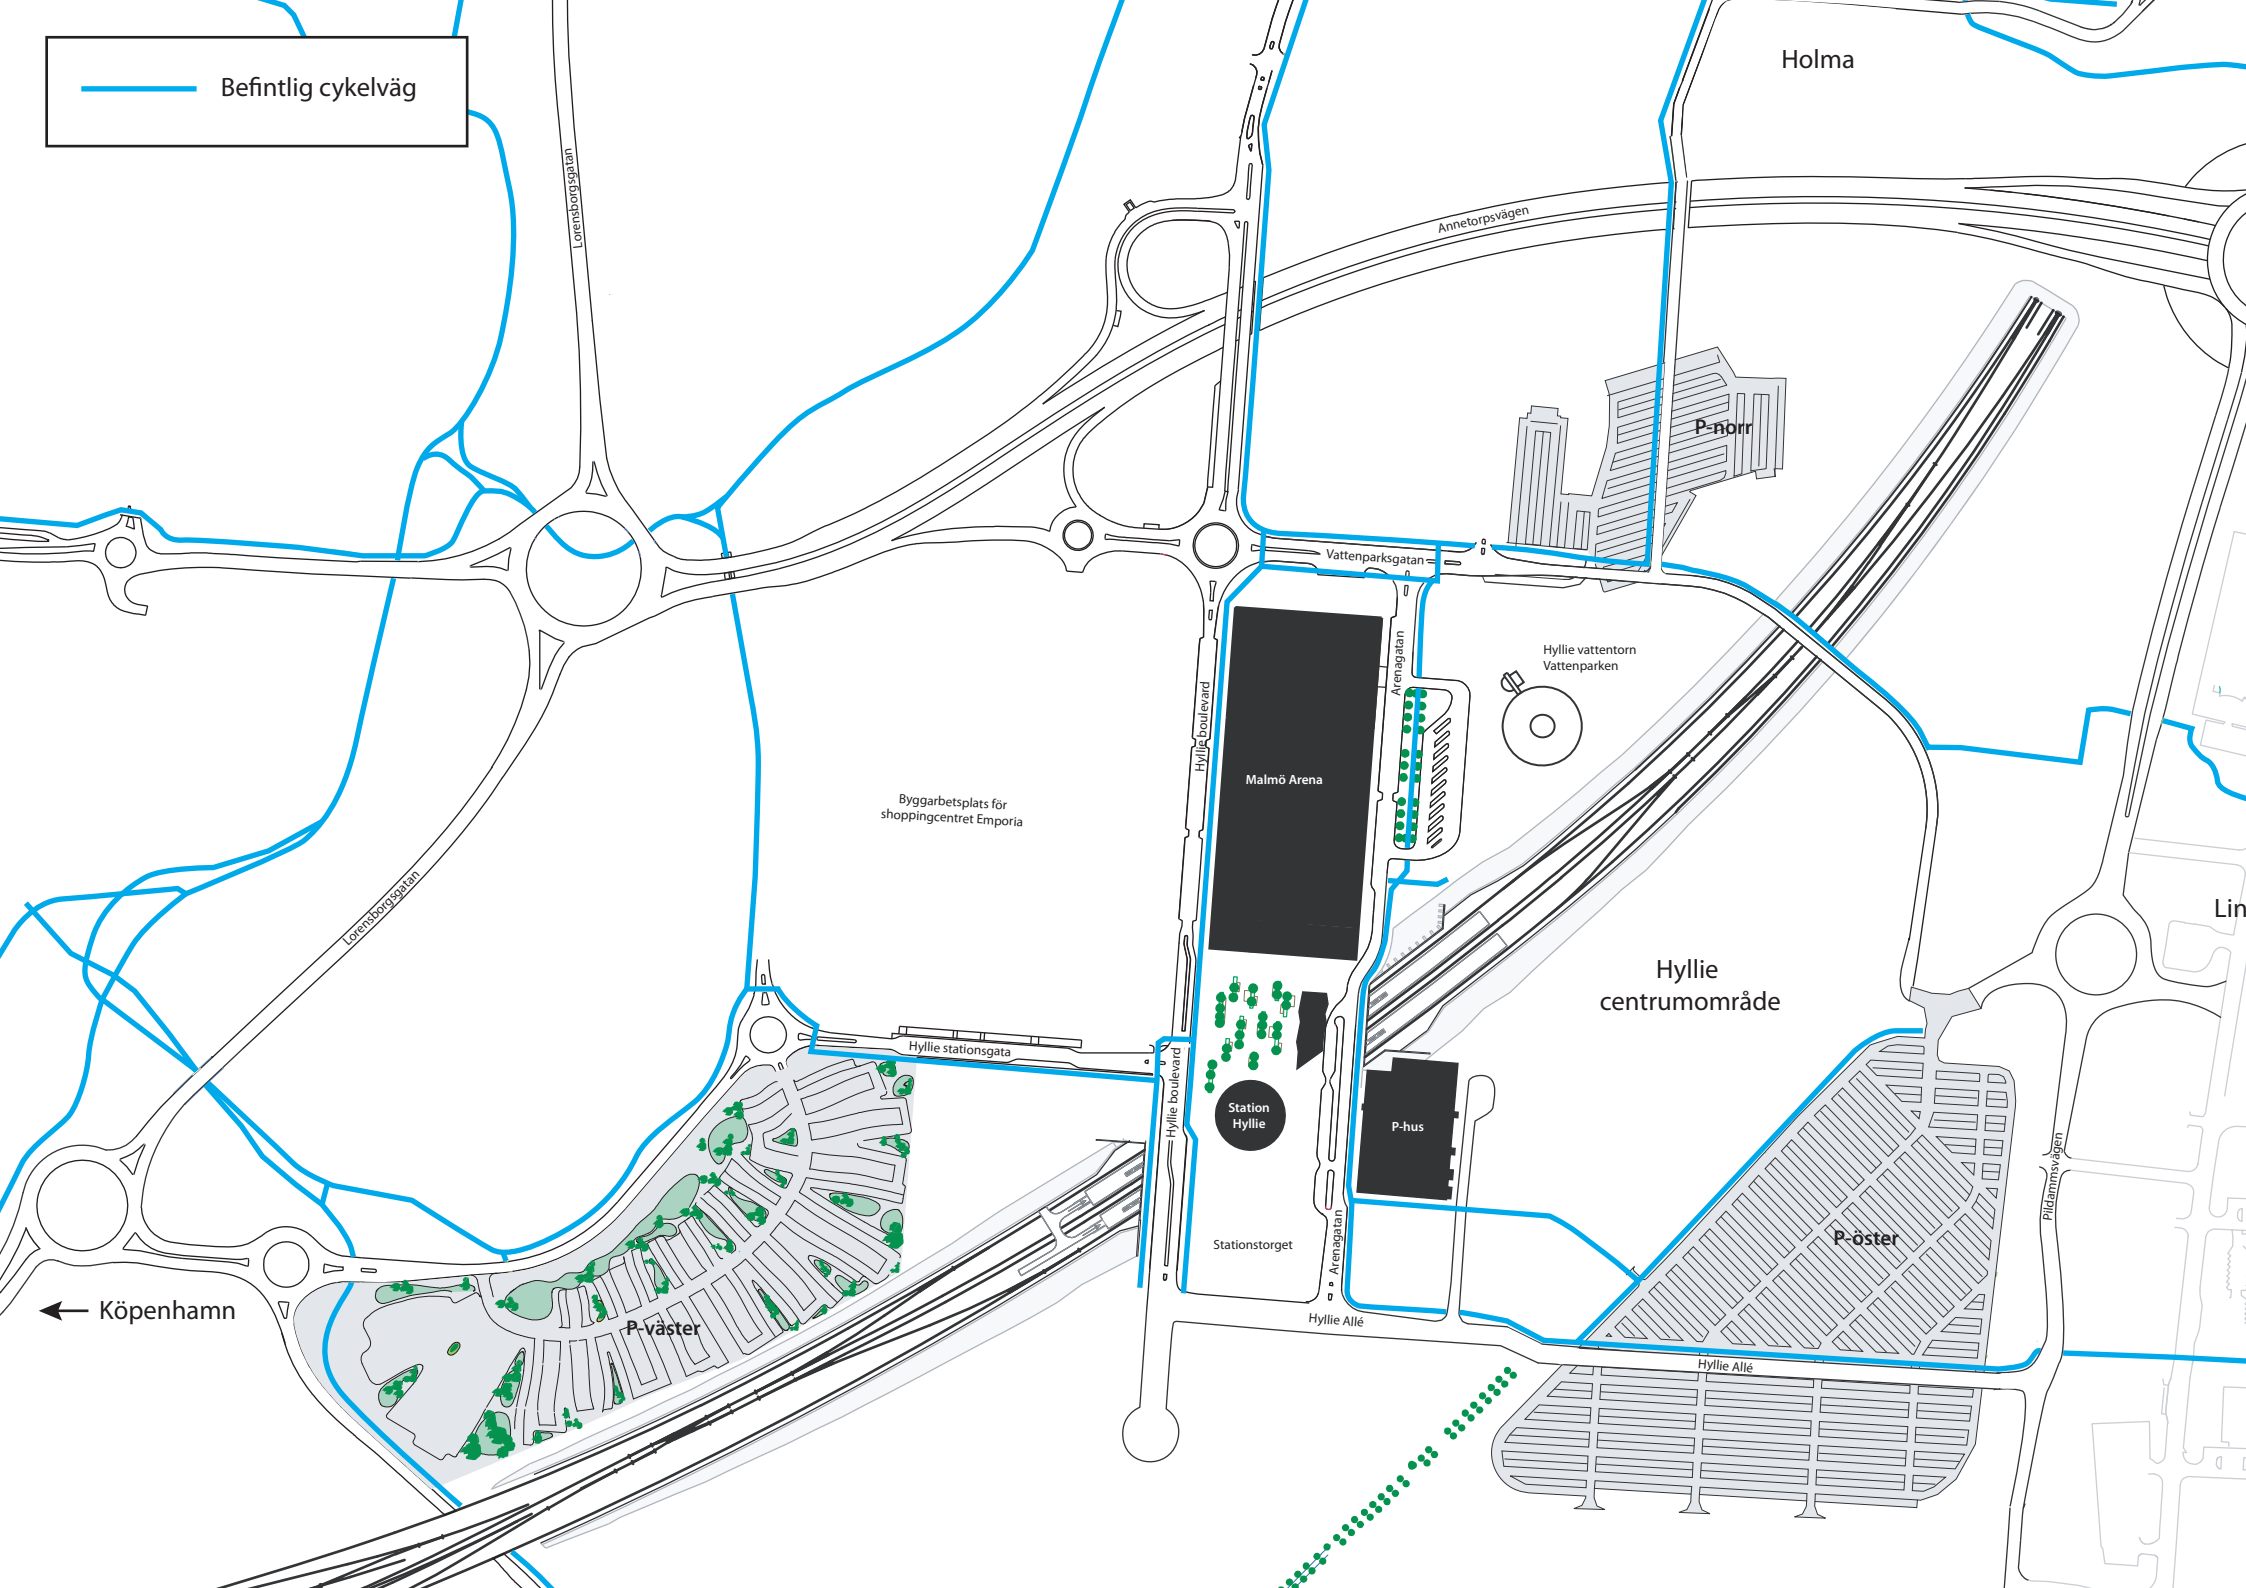 Befintlig cykelväg
Holma
Lorensborgsgatan
Annetorpsvägen
P-norr
Vattenparksgatan
Arenagatan
Hyllie vattentorn
Vattenparken
Hyllie boulevard
Malmö Arena
Byggarbetsplats för
shoppingcentret Emporia
Lorensborgsgatan
Lin
Hyllie
centrumområde
Hyllie stationsgata
Hyllie boulevard
Station
Hyllie
P-hus
Pildammsvägen
P-öster
Stationstorget
Arenagatan
Köpenhamn
P-väster
Hyllie Allé
Hyllie Allé